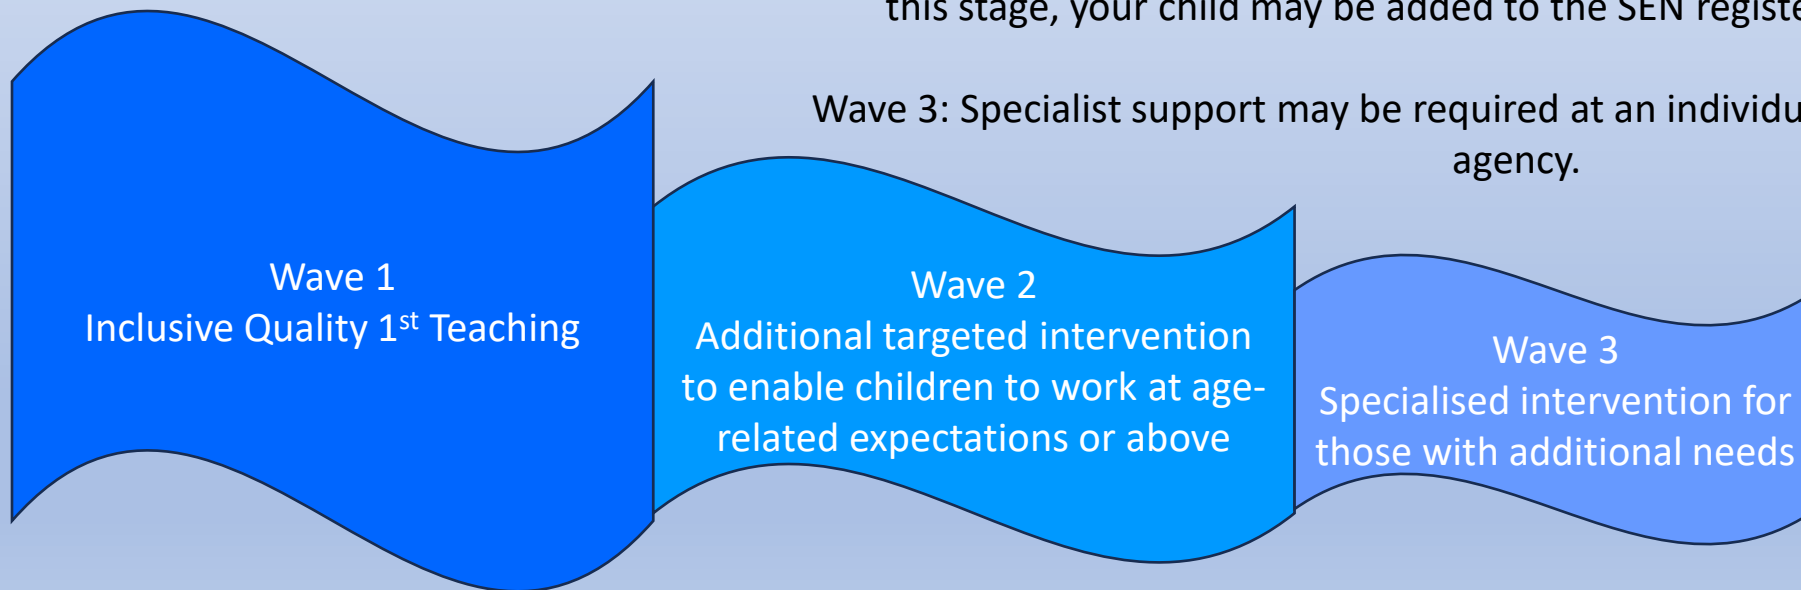 this stage, your child may be added to the SEN registe
Wave 3: Specialist support may be required at an individu
agency.
Wave 1
Inclusive Quality 1st Teaching
Wave 2
Additional targeted intervention
to enable children to work at age-
related expectations or above
Wave 3
Specialised intervention for
those with additional needs